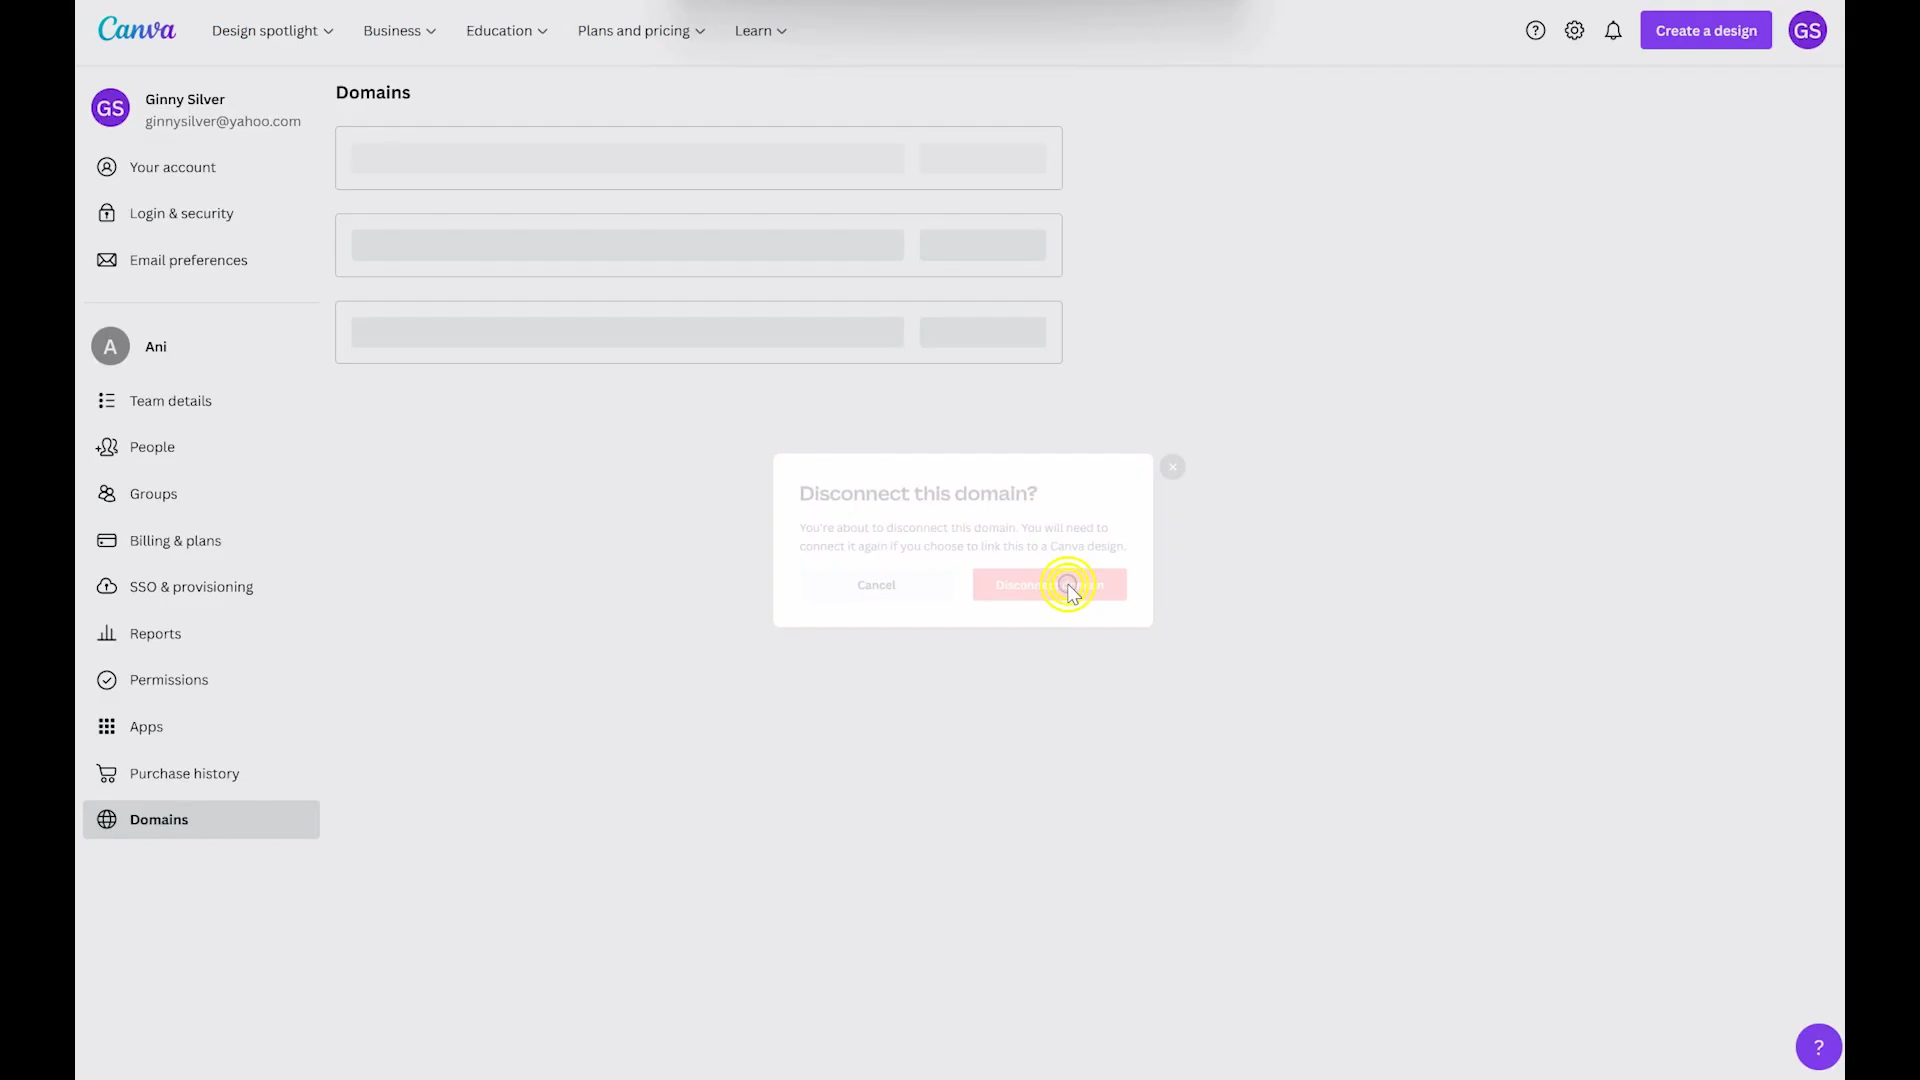 Canva
Design spotlight
Business
Education
Plans and pricing
Learn
Create a design
GS
GS
Ginny Silver
ginnysilver@yahoo.com
Your account
Login & security
Email preferences
A
Ani
Team details
People
Groups
Billing & plans
SSO & provisioning
Reports
Permissions
Apps
Purchase history
Domains
Domains
Disconnect this domain?
You're about to disconnect this domain. You will need to
connect it again if you choose to link this to a Canva design.
Cancel
?